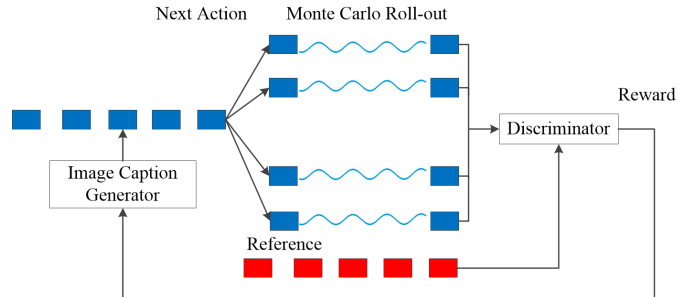 Next Action
Monte Carlo Roll-out
Reward
Discriminator
Image Caption
Generator
Reference